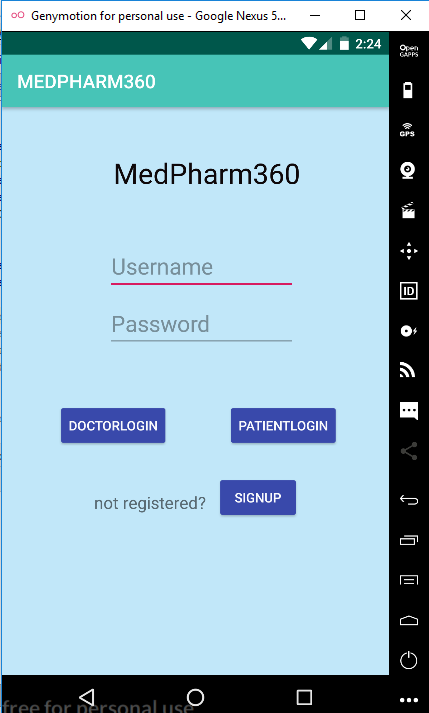 Genymotion for personal use - Google Nexus 5...
2:24
Open
GAPPS
MEDPHARM360
GPS
MedPharm360
Username
ID
Password
DOCTORLOGIN
PATIENTLOGIN
not registered?
SIGNUP
free for personal use